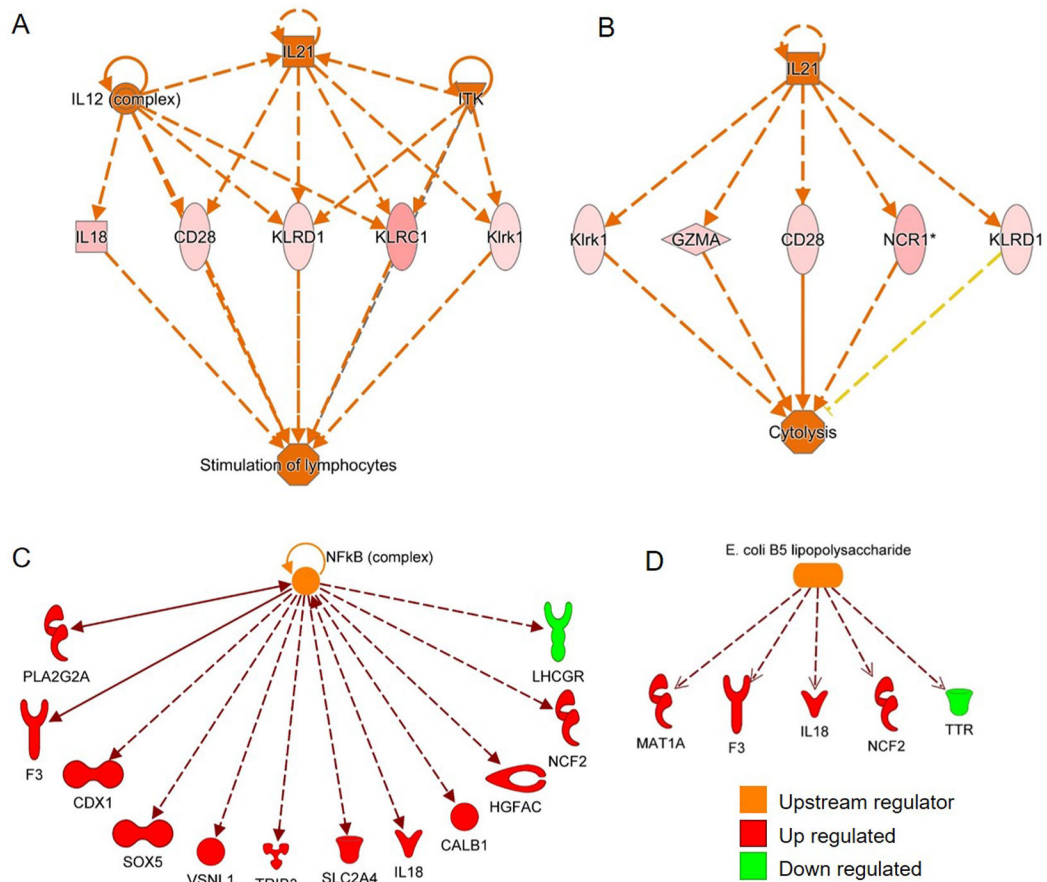 A
IL21
IL12 (complex)
ITK
IL18
CD28
KLRD1
KLRC1
Klrk1
Stimulation of lymphocytes
B
IL21
Klrk1
GZMA
CD28
NCR1*
KLRD1
Cytolysis
C
NFkB (complex)
PLA2G2A
LHCGR
F3
NCF2
CDX1
HGFAC
SOX5
CALB1
VSNL1
SLC2A4
IL18
D
E. coli B5 lipopolysaccharide
MAT1A
F3
IL18
NCF2
TTR
Upstream regulator
Up regulated
Down regulated